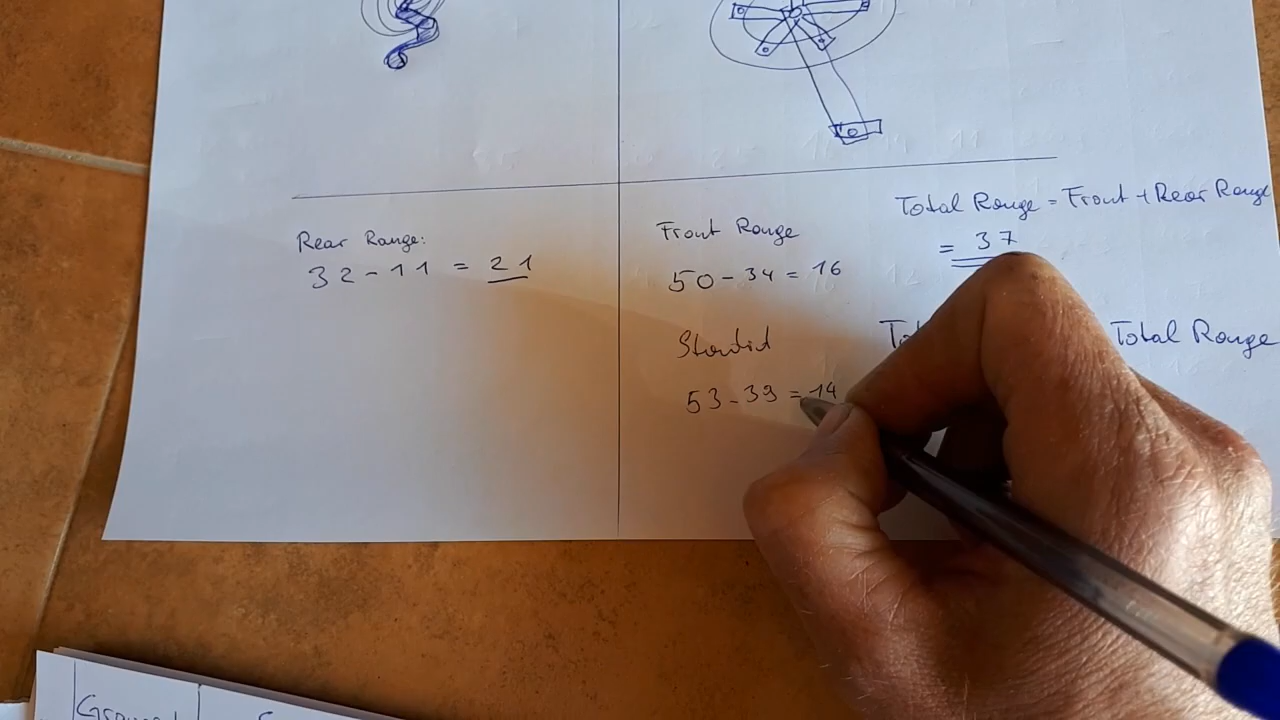 Total Range = Front + Rear Range
= 37
Rear Range:
32 - 11 = 21
Front Range
50 - 34 = 16
Total Range
53 - 39 = 14